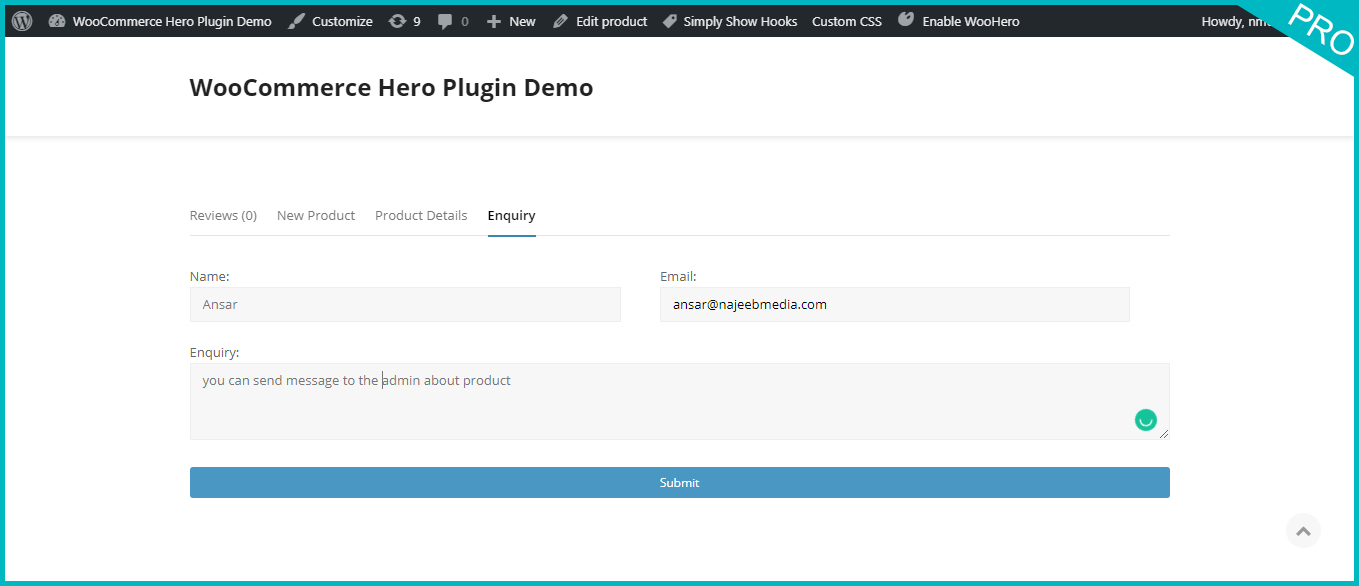 WooCommerce Hero Plugin Demo Customize 9 0 New Edit product Simply Show Hooks Custom CSS Enable WooHero Howdy,
PRO
WooCommerce Hero Plugin Demo
Reviews (0) New Product Product Details Enquiry
Name: Email:
Ansar ansar@najeebmedia.com
Enquiry:
you can send message to the admin about product
Submit